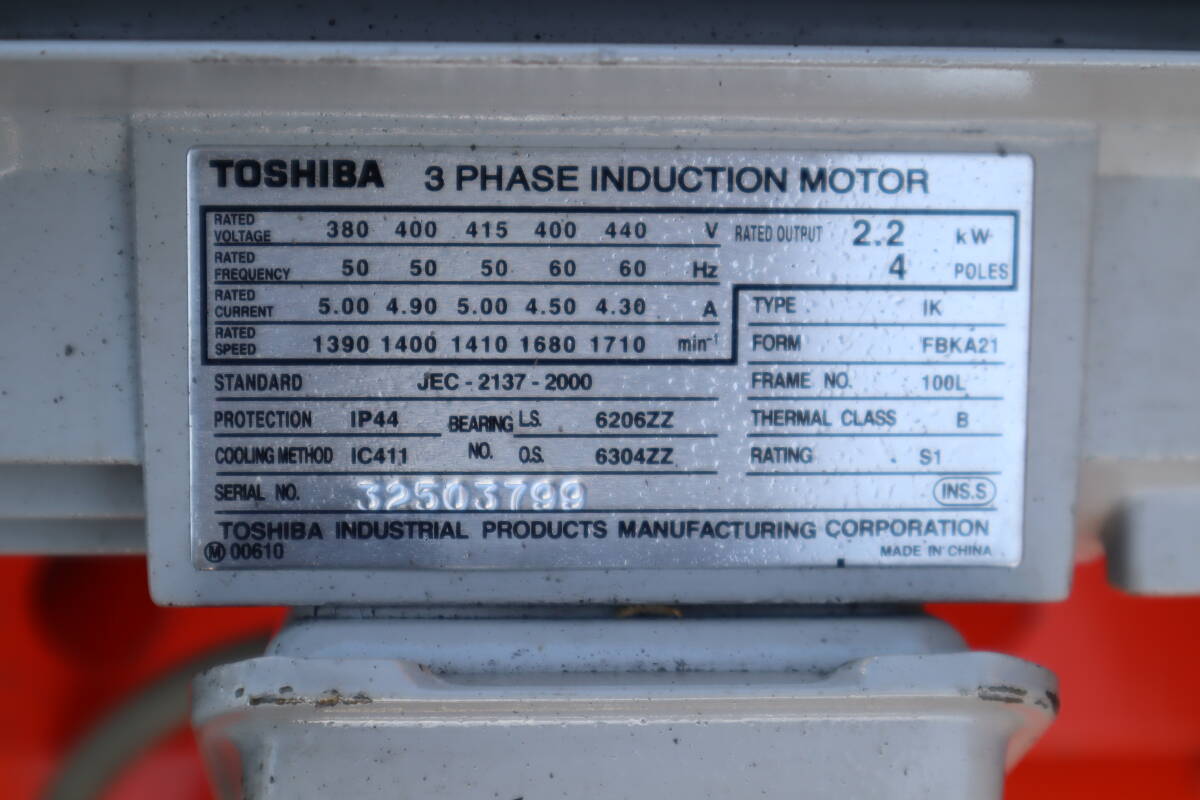 TOSHIBA 3 PHASE INDUCTION MOTOR
RATED VOLTAGE 380 400 415 400 440 V RATED OUTPUT 2.2 kW
RATED FREQUENCY 50 50 50 60 60 Hz 4 POLES
RATED CURRENT 5.00 4.90 5.00 4.50 4.30 A TYPE IK
RATED SPEED 1390 1400 1410 1680 1710 min⁻¹ FORM FBKA21
STANDARD JEC - 2137 - 2000 FRAME NO. 100L
PROTECTION IP44 BEARING NO. L.S. 6206ZZ THERMAL CLASS B
COOLING METHOD IC411 O.S. 6304ZZ RATING S1
SERIAL NO. 32503799 INS.S
TOSHIBA INDUSTRIAL PRODUCTS MANUFACTURING CORPORATION
Ⓜ 00610 MADE IN CHINA